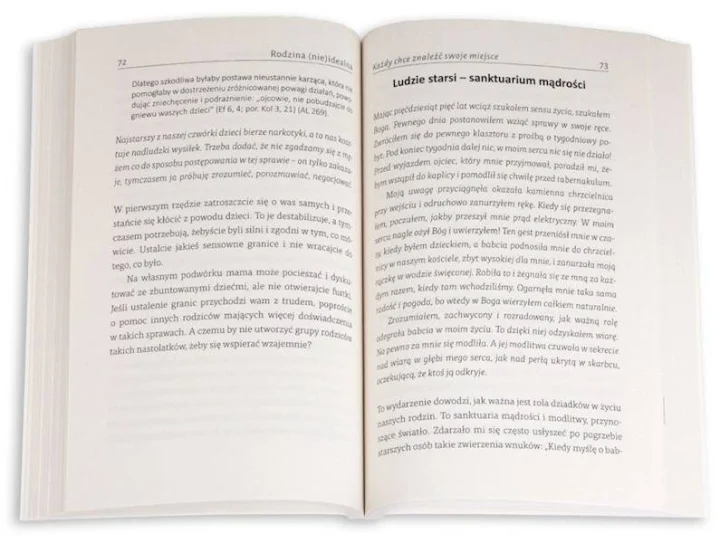 72
Rodzina (nie)idealna
Dlatego szkodliwa byłaby postawa nieustannie karząca, która nie
pomogłaby w dostrzeżeniu zróżnicowanej powagi działań, powo-
dując zniechęcenie i podrażnienie: „ojcowie, nie pobudzajcie do
gniewu waszych dzieci" (Ef 6, 4; por. Kol 3, 21) (AL 269).
Najstarszy z naszej czwórki dzieci bierze narkotyki, a to nas kosz-
tuje nadludzki wysiłek. Trzeba dodać, że nie zgadzamy się z mę-
żem co do sposobu postępowania w tej sprawie – on tylko zakazu-
je, tymczasem ja próbuję zrozumieć, porozmawiać, negocjować.
W pierwszym rzędzie zatroszczcie się o was samych i prze-
stańcie się kłócić z powodu dzieci. To je destabilizuje, a tym-
czasem potrzebują, żebyście byli silni i zgodni w tym, co mó-
wicie. Ustalcie jakieś sensowne granice i nie wracajcie do
tego, co było.
Na własnym podwórku mama może pocieszać i dysku-
tować ze zbuntowanymi dziećmi, ale nie otwierajcie furtki.
Jeśli ustalenie granic przychodzi wam z trudem, poproście
o pomoc innych rodziców mających więcej doświadczenia
w takich sprawach. A czemu by nie utworzyć grupy rodziców
takich nastolatków, żeby się wspierać wzajemnie?
Każdy chce znaleźć swoje miejsce
73
Ludzie starsi – sanktuarium mądrości
Mając pięćdziesiąt pięć lat wciąż szukałem sensu życia, szukałem
Boga. Pewnego dnia postanowiłem wziąć sprawy w swoje ręce.
Zwróciłem się do pewnego klasztoru z prośbą o tygodniowy po-
byt. Pod koniec tygodnia dalej nic, w moim sercu nic się nie działo!
Przed wyjazdem ojciec, który mnie przyjmował, poradził mi, że-
bym wstąpił do kaplicy i pomodlił się chwilę przed tabernakulum.
Moją uwagę przyciągnęła okazała kamienna chrzcielnica
przy wejściu i odruchowo zanurzyłem rękę. Kiedy się przeżegna-
łem, poczułem, jakby przeszył mnie prąd elektryczny. W moim
sercu nagle ożył Bóg i uwierzyłem! Ten gest przeniósł mnie w cza-
sy, kiedy byłem dzieckiem, a babcia podnosiła mnie do chrzciel-
nicy w naszym kościele, zbyt wysokiej dla mnie, i zanurzała moją
rączkę w wodzie święconej. Robiła to i żegnała się ze mną za każ-
dym razem, kiedy tam wchodziliśmy. Ogarnęła mnie taka sama
radość i pogoda, bo wtedy w Boga wierzyłem całkiem naturalnie.
Zrozumiałem, zachwycony i rozradowany, jak ważną rolę
odegrała babcia w moim życiu. To dzięki niej odzyskałem wiarę.
Na pewno za mnie się modliła. A jej modlitwa czuwała w sekrecie
nad wiarą w głębi mego serca, jak nad perłą ukrytą w skarbcu,
oczekującą, że ktoś ją odkryje.
To wydarzenie dowodzi, jak ważna jest rola dziadków w życiu
naszych rodzin. To sanktuaria mądrości i modlitwy, przyno-
szące światło. Zdarzało mi się często usłyszeć po pogrzebie
starszych osób takie zwierzenia wnuków: „Kiedy myślę o bab-